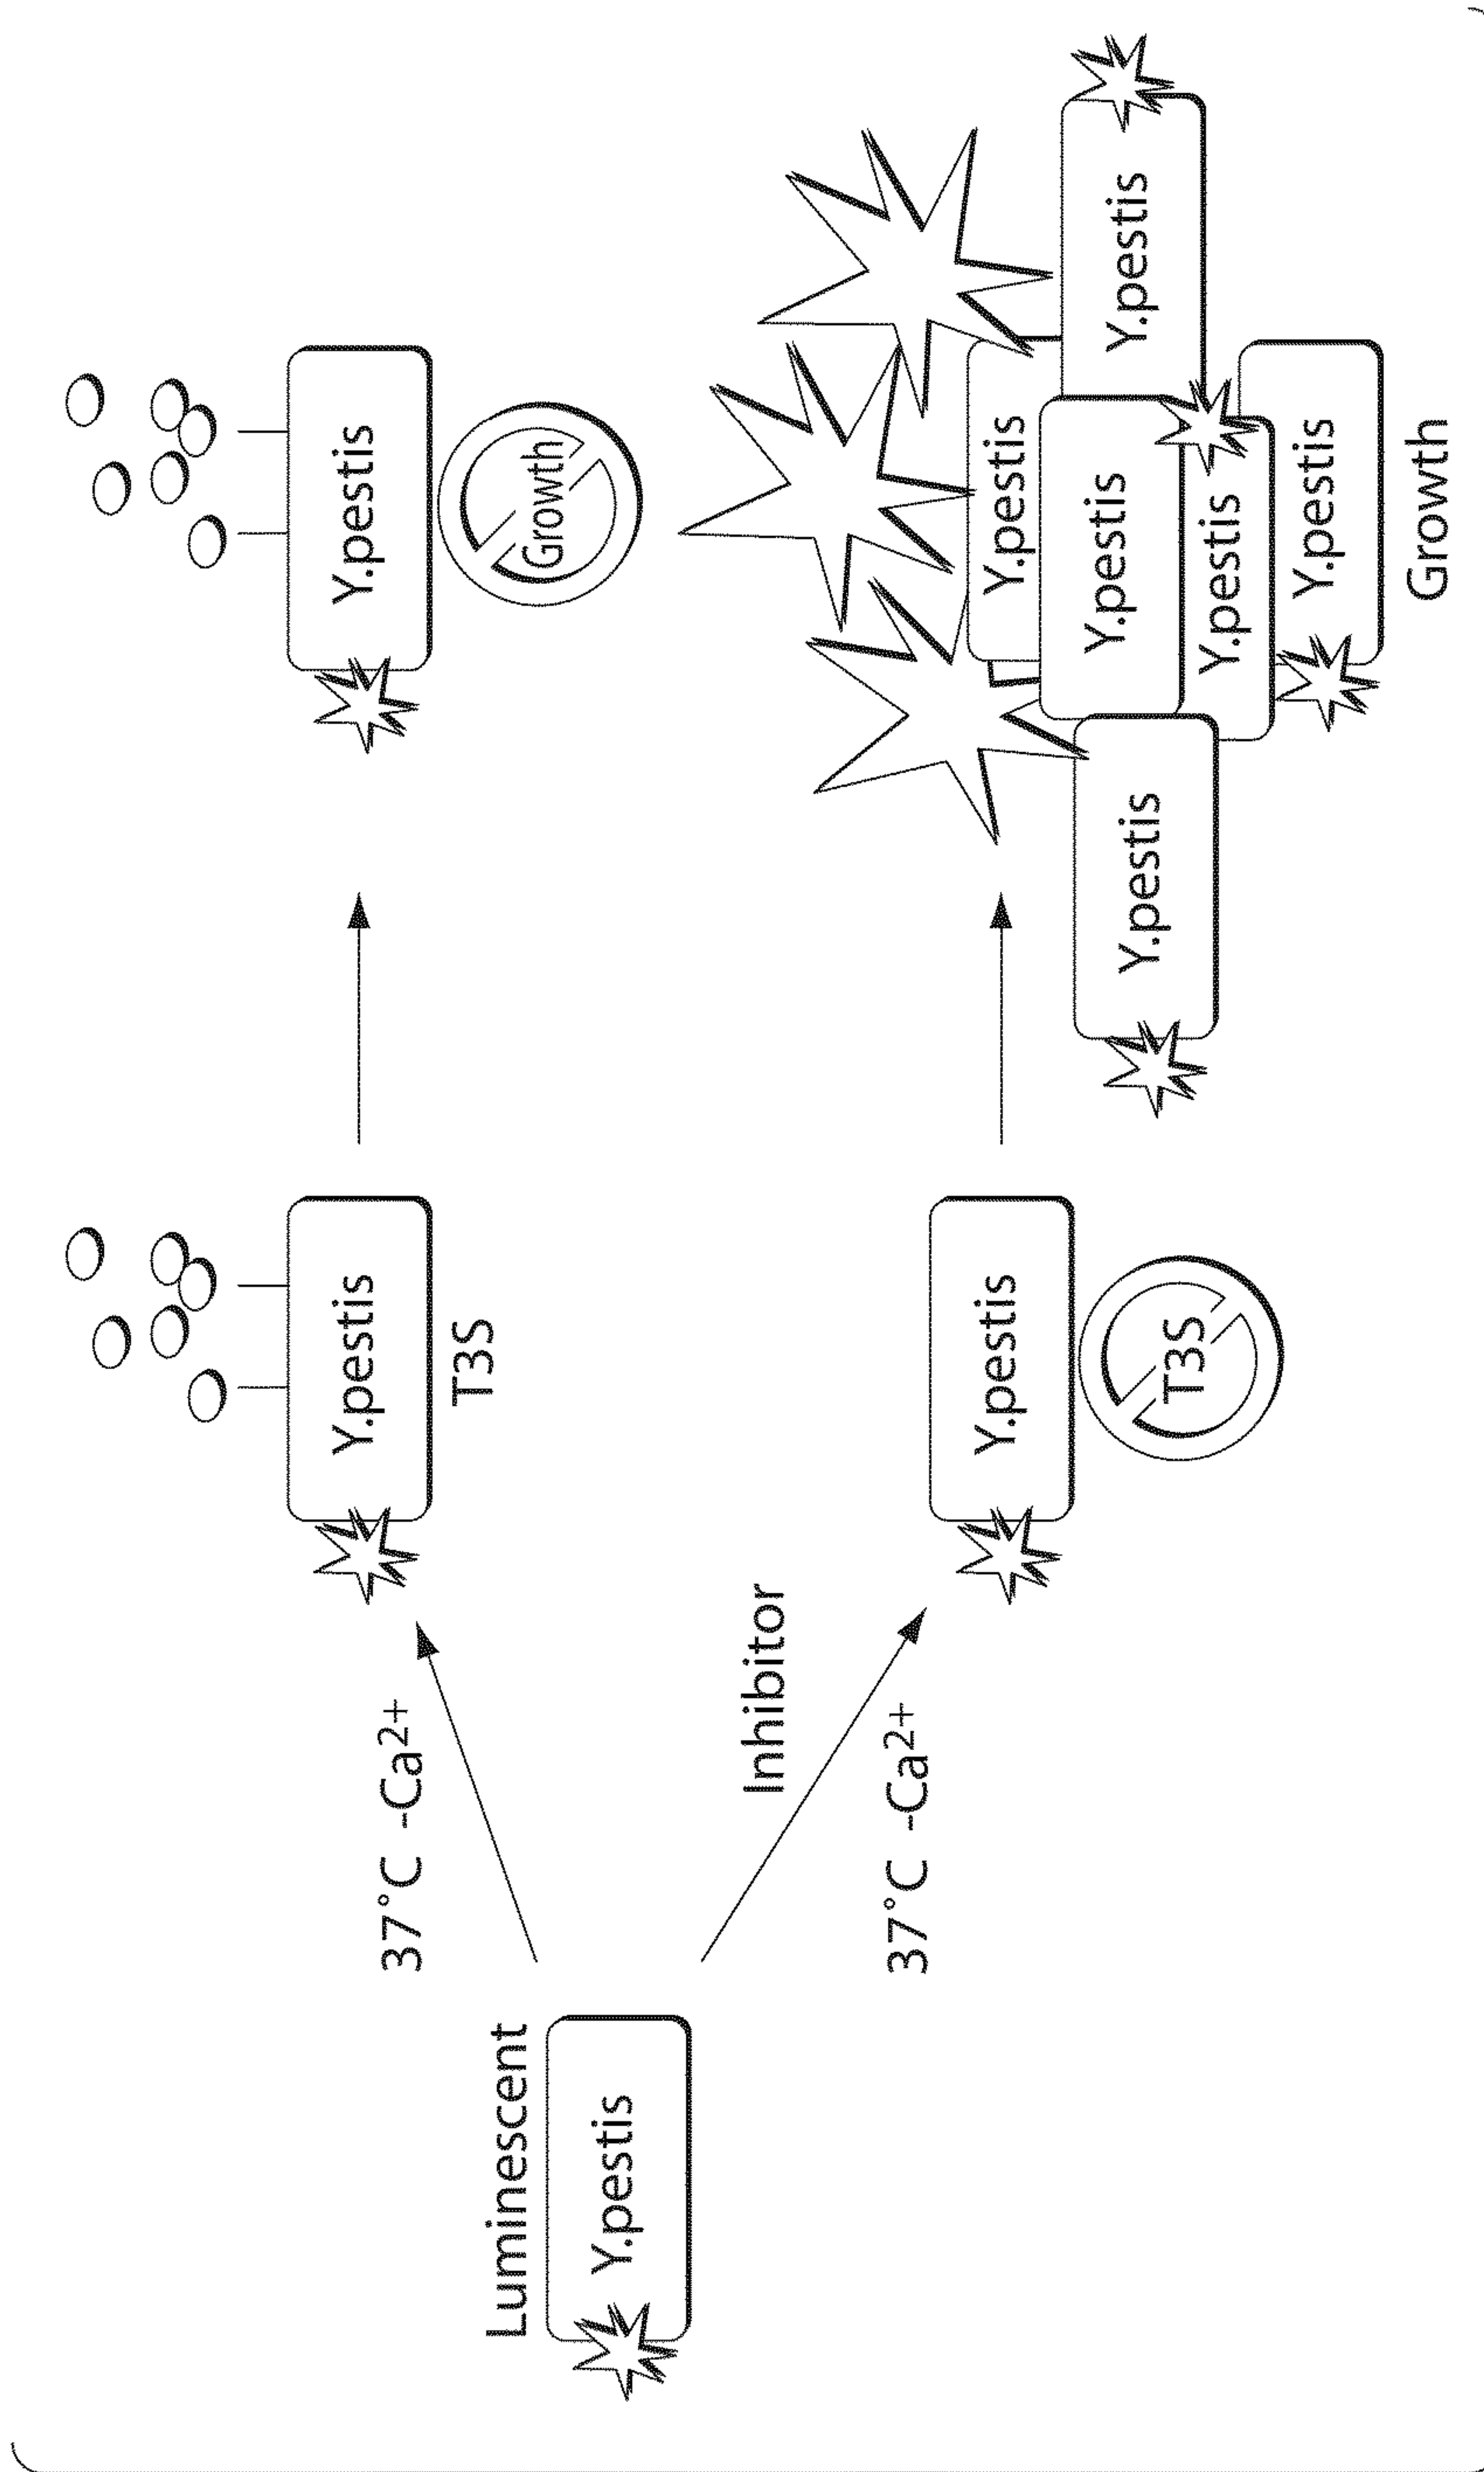 Luminescent
Y.pestis
37°C -Ca2+
Inhibitor
37°C -Ca2+
Y.pestis
T3S
Y.pestis
T3S
Y.pestis
Growth
Y.pestis
Y.pestis
Y.pestis
Y.pestis
Y.pestis
Y.pestis
Growth